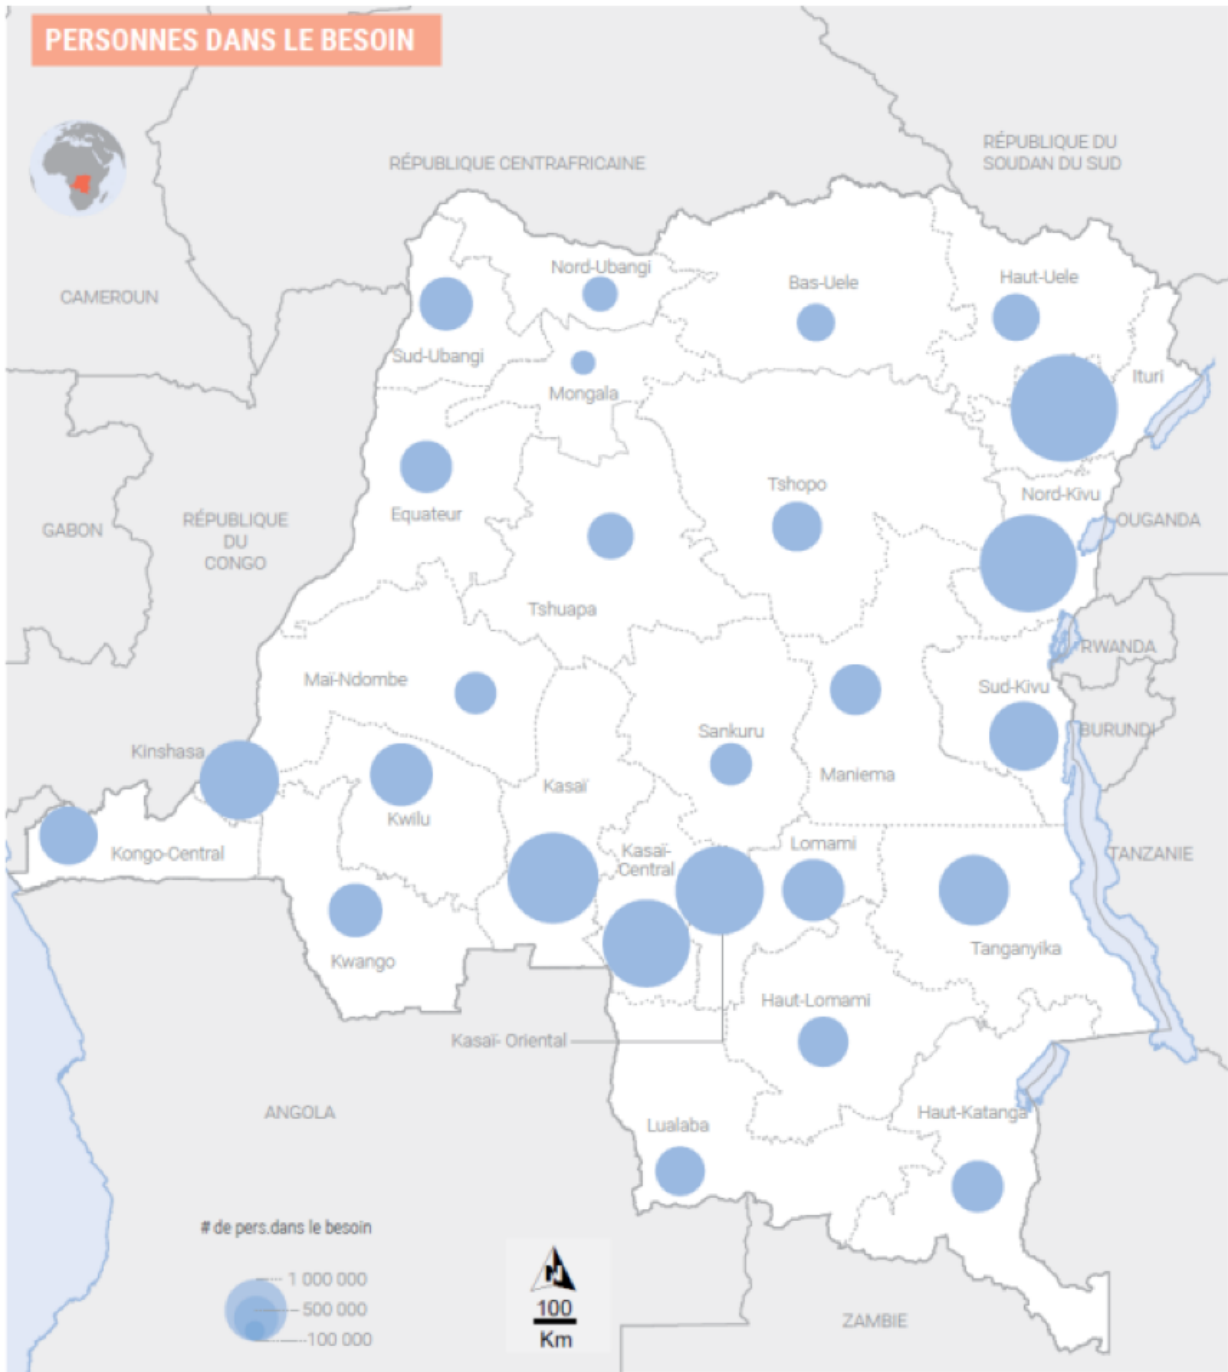 PERSONNES DANS LE BESOIN
RÉPUBLIQUE DU
SOUDAN DU SUD
RÉPUBLIQUE CENTRAFRICAINE
CAMEROUN
Nord-Ubangi
Bas-Uele
Haut-Uele
Sud-Ubangi
Mongala
Ituri
Equateur
Tshopo
Nord-Kivu
GABON
RÉPUBLIQUE
DU
CONGO
OUGANDA
Tshuapa
RWANDA
Maï-Ndombe
Sud-Kivu
BURUNDI
Kinshasa
Sankuru
Kasaï
Maniema
Kwilu
Kongo-Central
Kasaï-
Central
Lomami
TANZANIE
Kwango
Tanganyika
Haut-Lomami
Kasaï- Oriental
ANGOLA
Lualaba
Haut-Katanga
# de pers.dans le besoin
1 000 000
500 000
100 000
N
100
Km
ZAMBIE